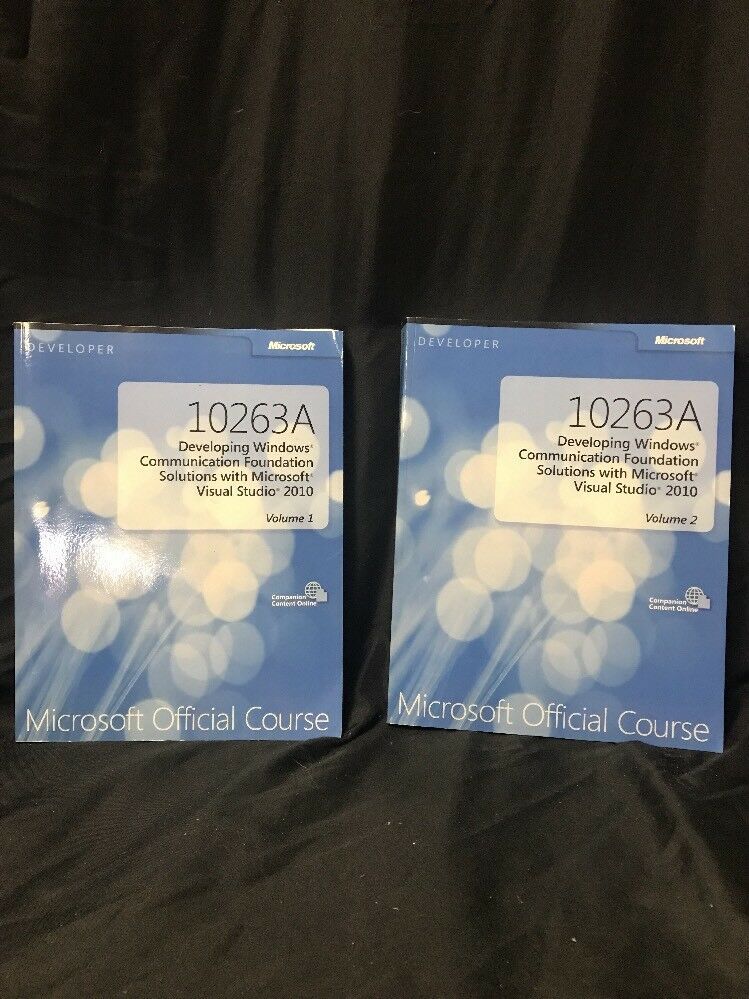 DEVELOPER
Microsoft
10263A
Developing Windows®
Communication Foundation
Solutions with Microsoft®
Visual Studio® 2010
Volume 1
Companion
Content Online
Microsoft Official Course
DEVELOPER
Microsoft
10263A
Developing Windows®
Communication Foundation
Solutions with Microsoft®
Visual Studio® 2010
Volume 2
Companion
Content Online
Microsoft Official Course